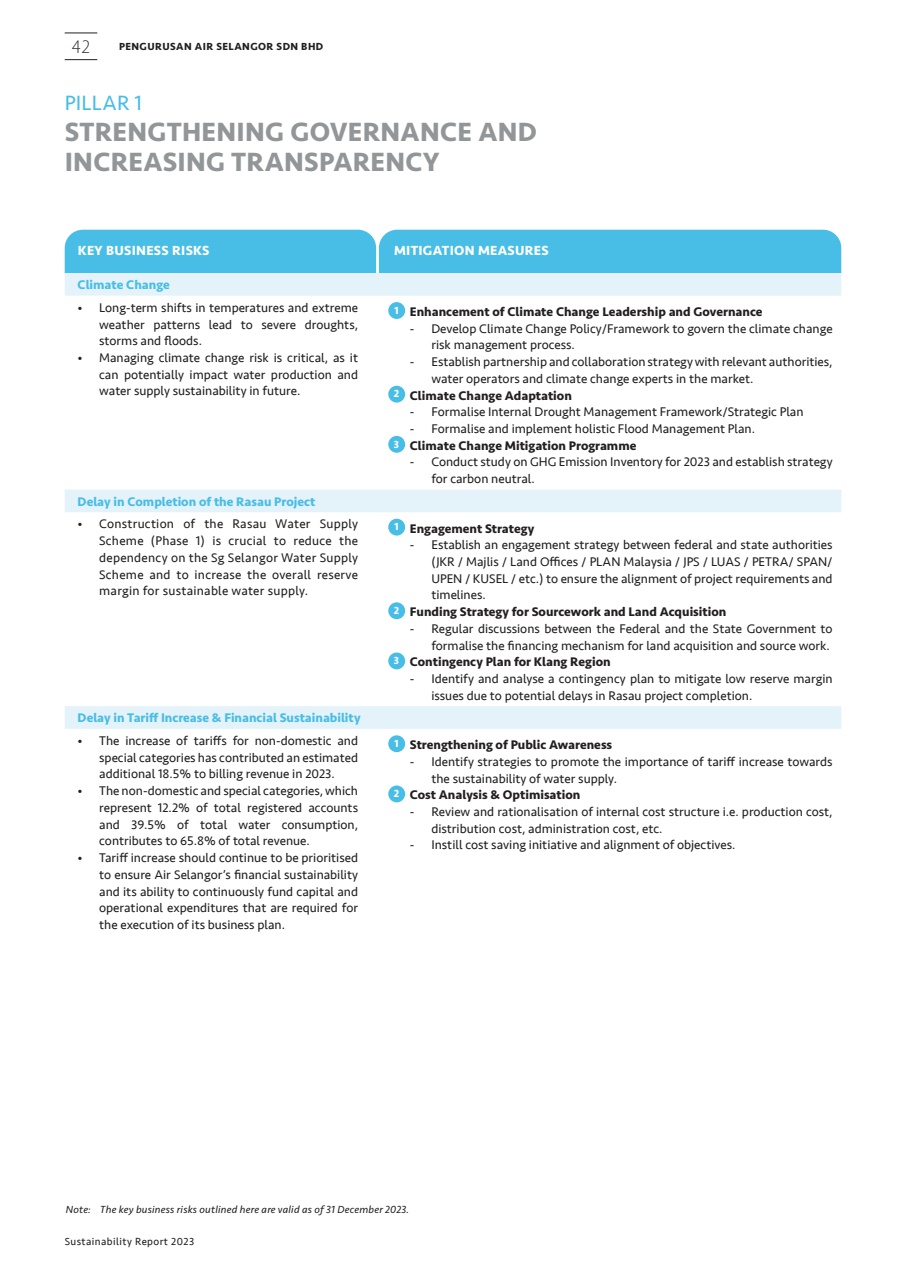 42
PENGURUSAN AIR SELANGOR SDN BHD
PILLAR 1
STRENGTHENING GOVERNANCE AND
INCREASING TRANSPARENCY
KEY BUSINESS RISKS
MITIGATION MEASURES
Climate Change
• Long-term shifts in temperatures and extreme
weather patterns lead to severe droughts,
storms and floods.
• Managing climate change risk is critical, as it
can potentially impact water production and
water supply sustainability in future.
1 Enhancement of Climate Change Leadership and Governance
- Develop Climate Change Policy/Framework to govern the climate change
risk management process.
- Establish partnership and collaboration strategy with relevant authorities,
water operators and climate change experts in the market.
2 Climate Change Adaptation
- Formalise Internal Drought Management Framework/Strategic Plan
- Formalise and implement holistic Flood Management Plan.
3 Climate Change Mitigation Programme
- Conduct study on GHG Emission Inventory for 2023 and establish strategy
for carbon neutral.
Delay in Completion of the Rasau Project
• Construction of the Rasau Water Supply
Scheme (Phase 1) is crucial to reduce the
dependency on the Sg Selangor Water Supply
Scheme and to increase the overall reserve
margin for sustainable water supply.
1 Engagement Strategy
- Establish an engagement strategy between federal and state authorities
(JKR / Majlis / Land Offices / PLAN Malaysia / JPS / LUAS / PETRA/ SPAN/
UPEN / KUSEL / etc.) to ensure the alignment of project requirements and
timelines.
2 Funding Strategy for Sourcework and Land Acquisition
- Regular discussions between the Federal and the State Government to
formalise the financing mechanism for land acquisition and source work.
3 Contingency Plan for Klang Region
- Identify and analyse a contingency plan to mitigate low reserve margin
issues due to potential delays in Rasau project completion.
Delay in Tariff Increase & Financial Sustainability
• The increase of tariffs for non-domestic and
special categories has contributed an estimated
additional 18.5% to billing revenue in 2023.
• The non-domestic and special categories, which
represent 12.2% of total registered accounts
and 39.5% of total water consumption,
contributes to 65.8% of total revenue.
• Tariff increase should continue to be prioritised
to ensure Air Selangor's financial sustainability
and its ability to continuously fund capital and
operational expenditures that are required for
the execution of its business plan.
1 Strengthening of Public Awareness
- Identify strategies to promote the importance of tariff increase towards
the sustainability of water supply.
2 Cost Analysis & Optimisation
- Review and rationalisation of internal cost structure i.e. production cost,
distribution cost, administration cost, etc.
- Instill cost saving initiative and alignment of objectives.
Note: The key business risks outlined here are valid as of 31 December 2023.
Sustainability Report 2023